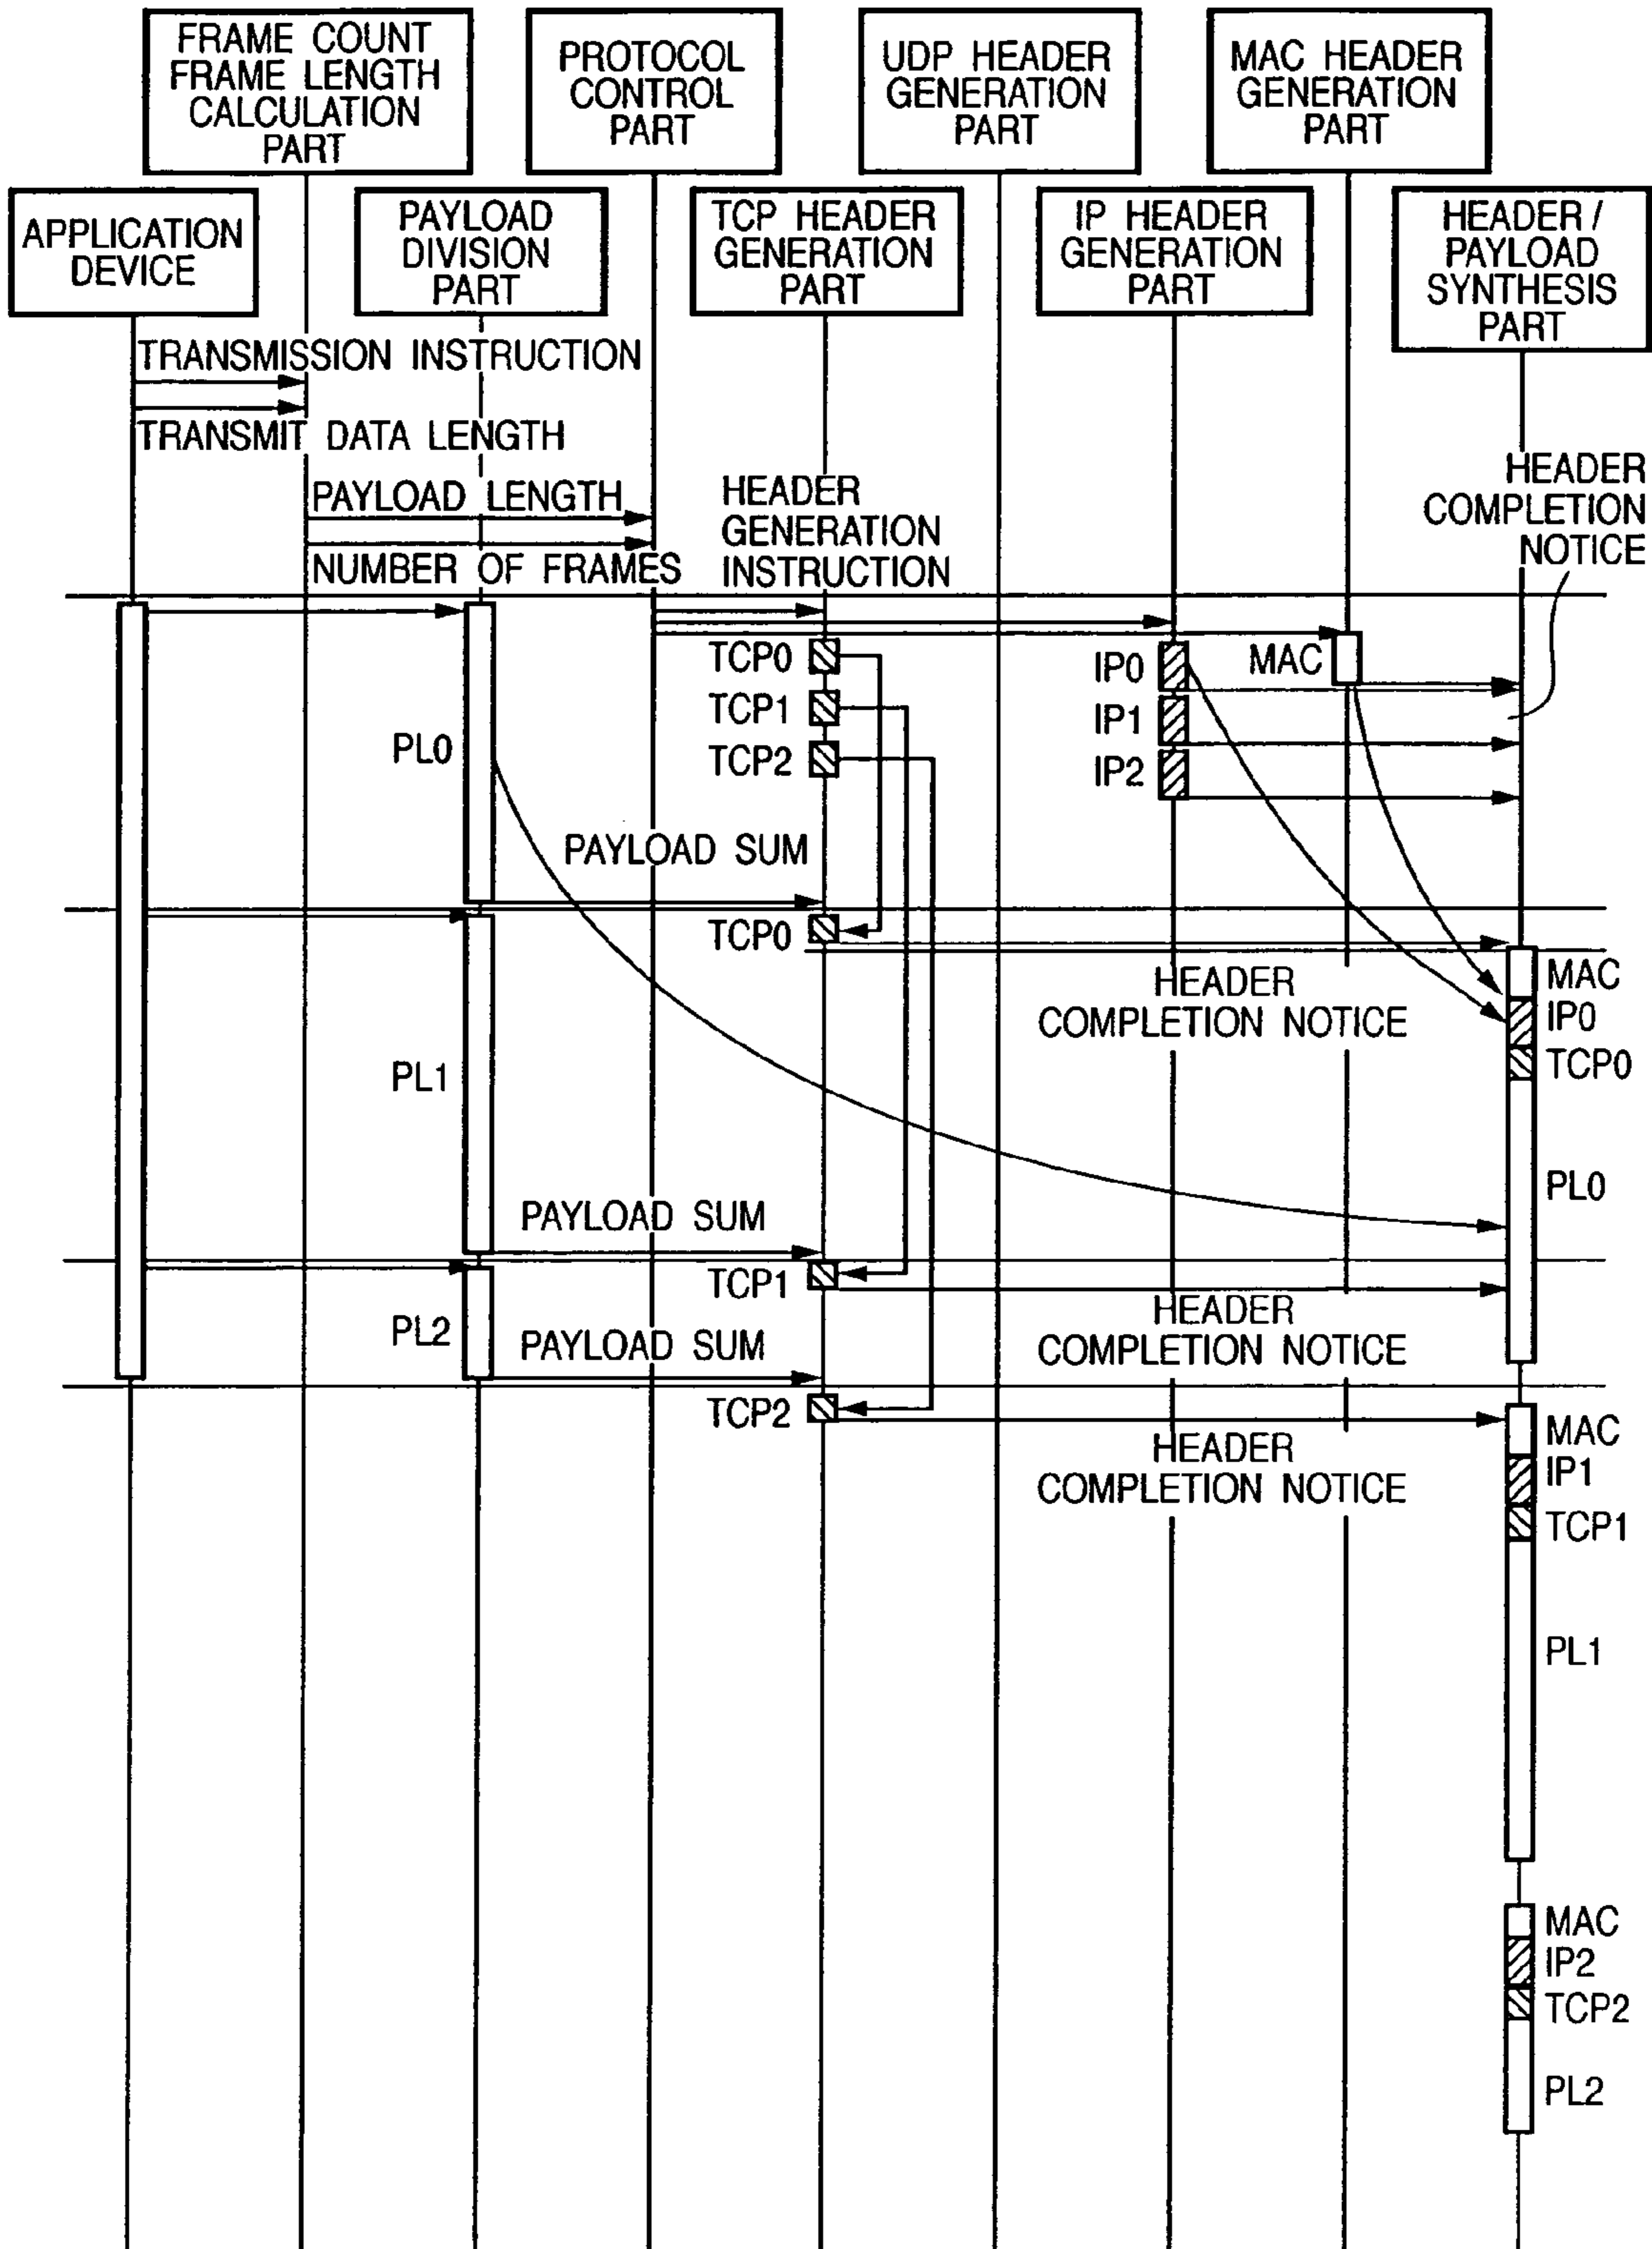 FRAME COUNT
FRAME LENGTH
CALCULATION
PART
PROTOCOL
CONTROL
PART
UDP HEADER
GENERATION
PART
MAC HEADER
GENERATION
PART
APPLICATION
DEVICE
PAYLOAD
DIVISION
PART
TCP HEADER
GENERATION
PART
IP HEADER
GENERATION
PART
HEADER /
PAYLOAD
SYNTHESIS
PART
TRANSMISSION INSTRUCTION
TRANSMIT DATA LENGTH
PAYLOAD LENGTH
NUMBER OF FRAMES
HEADER
GENERATION
INSTRUCTION
HEADER
COMPLETION
NOTICE
TCP0
TCP1
TCP2
IP0
IP1
IP2
MAC
PL0
PAYLOAD SUM
TCP0
HEADER
COMPLETION NOTICE
MAC
IP0
TCP0
PL1
PL0
PAYLOAD SUM
TCP1
HEADER
COMPLETION NOTICE
PL2
PAYLOAD SUM
TCP2
HEADER
COMPLETION NOTICE
MAC
IP1
TCP1
PL1
MAC
IP2
TCP2
PL2